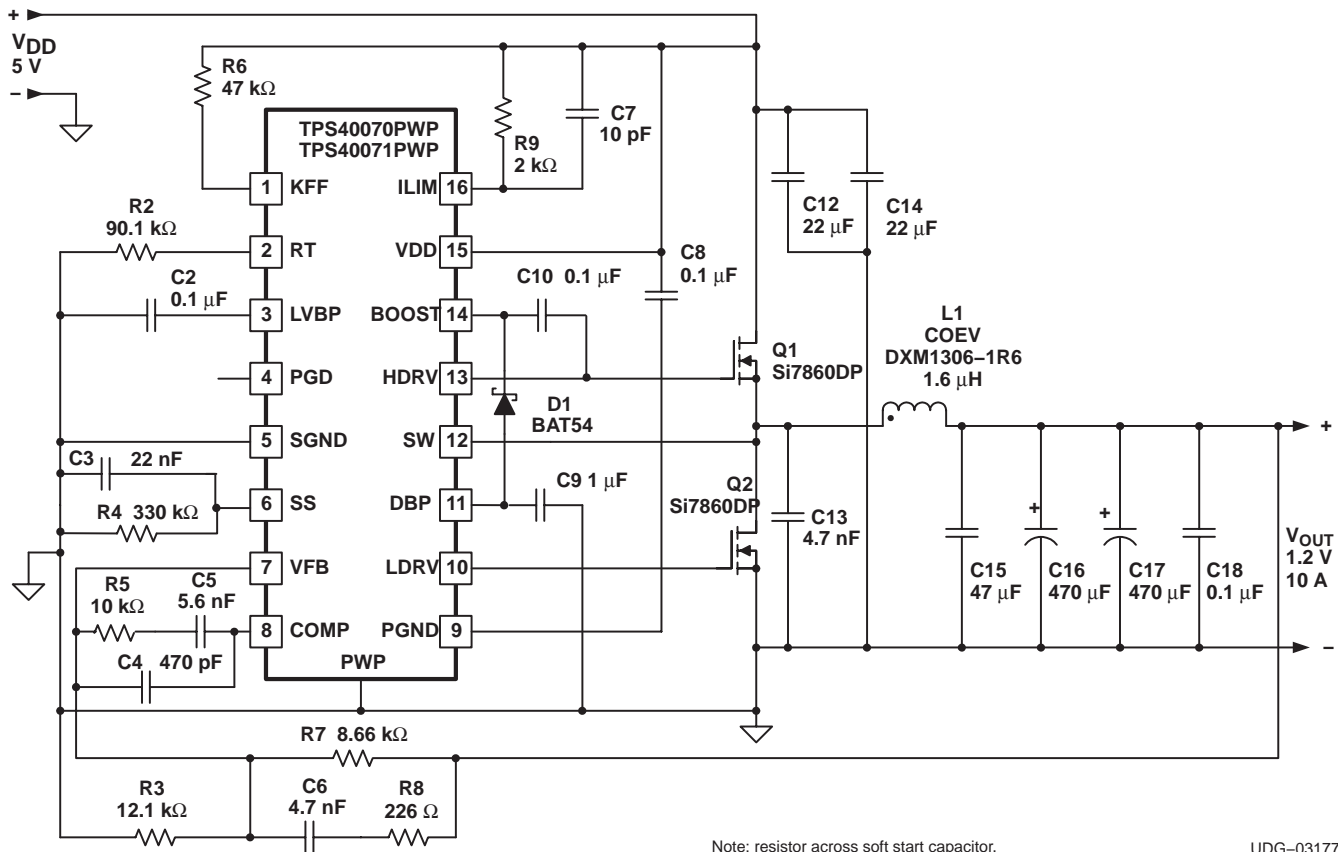 +
VDD
5 V
−
R6
47 kΩ
TPS40070PWP
TPS40071PWP
C7
10 pF
R9
2 kΩ
1 KFF
ILIM 16
R2
90.1 kΩ
C12
22 μF
C14
22 μF
2 RT
VDD 15
C8
0.1 μF
C2
0.1 μF
C10 0.1 μF
3 LVBP
BOOST 14
L1
COEV
DXM1306−1R6
1.6 μH
Q1
Si7860DP
4 PGD
HDRV 13
D1
BAT54
5 SGND
SW 12
+
C3 22 nF
C9 1 μF
Q2
Si7860DP
6 SS
DBP 11
R4 330 kΩ
C13
4.7 nF
+
+
VOUT
1.2 V
10 A
7 VFB
LDRV 10
C15
47 μF
C16
470 μF
C17
470 μF
C18
0.1 μF
R5
10 kΩ
C5
5.6 nF
8 COMP
PGND 9
C4 470 pF
PWP
−
R7 8.66 kΩ
R3
12.1 kΩ
C6
4.7 nF
R8
226 Ω
Note: resistor across soft start capacitor.
UDG−03177